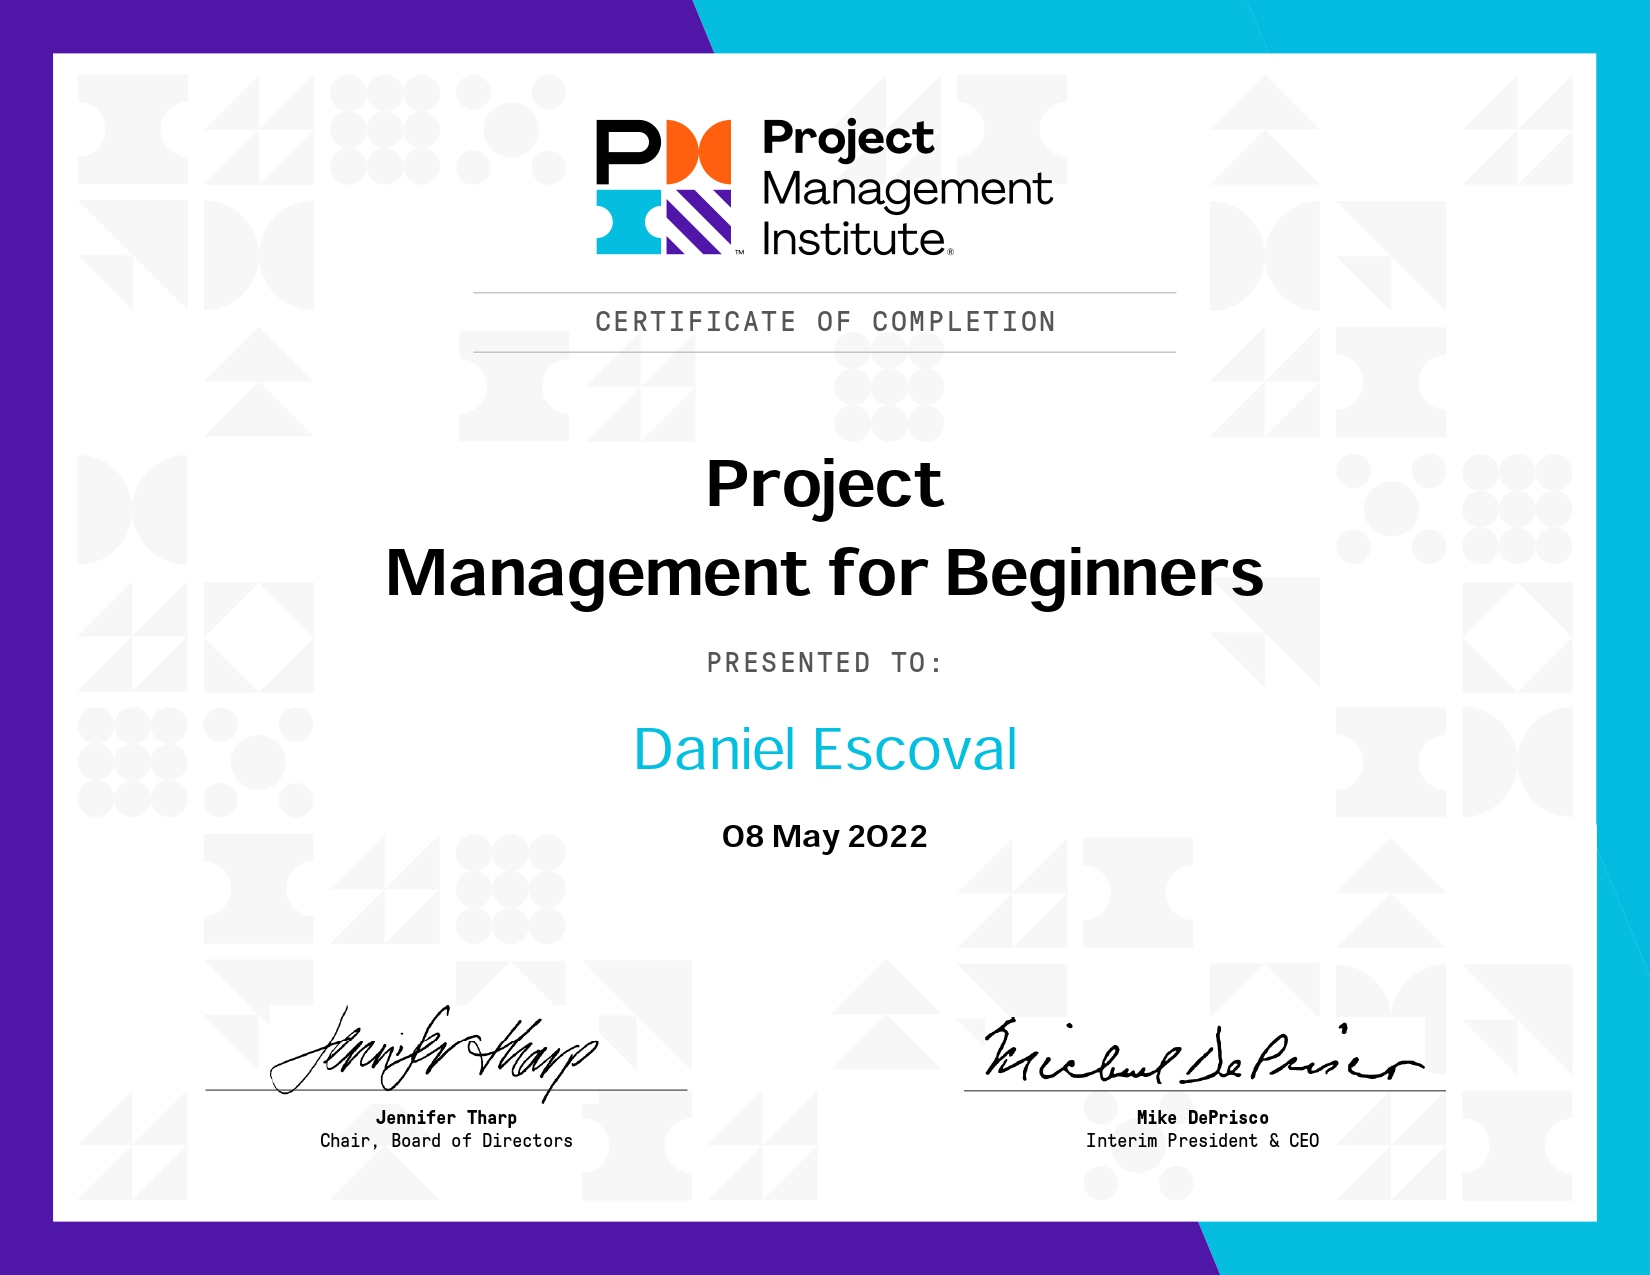 Project
Management
Institute®
™
CERTIFICATE OF COMPLETION
Project
Management for Beginners
PRESENTED TO:
Daniel Escoval
08 May 2022
Jennifer Tharp
Jennifer Tharp
Chair, Board of Directors
Michael DePrisco
Mike DePrisco
Interim President & CEO